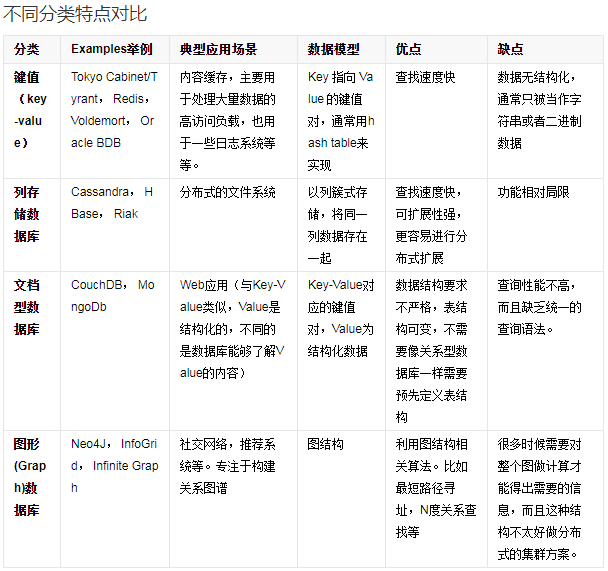 不同分类特点对比
分类 Examples举例 典型应用场景 数据模型 优点 缺点
键值
（key
-valu
e）
Tokyo Cabinet/T
yrant， Redis，
Voldemort， Or
acle BDB
内容缓存，主要用
于处理大量数据的
高访问负载，也用
于一些日志系统等
等。
Key 指向 Va
lue 的键值
对，通常用h
ash table来
实现
查找速度快
数据无结构化，
通常只被当作字
符串或者二进制
数据
列存
储数
据库
Cassandra， H
Base， Riak
分布式的文件系统
以列簇式存
储，将同一
列数据存在
一起
查找速度快，
可扩展性强，
更容易进行分
布式扩展
功能相对局限
文档
型数
据库
CouchDB， Mo
ngoDb
Web应用（与Key-V
alue类似，Value是
结构化的，不同的
是数据库能够了解V
alue的内容）
Key-Value对
应的键值
对，Value为
结构化数据
数据结构要求
不严格，表结
构可变，不需
要像关系型数
据库一样需要
预先定义表结
构
查询性能不高，
而且缺乏统一的
查询语法。
图形
(Grap
h)数
据库
Neo4J， InfoGri
d， Infinite Grap
h
社交网络，推荐系
统等。专注于构建
关系图谱
图结构
利用图结构相
关算法。比如
最短路径寻
址，N度关系查
找等
很多时候需要对
整个图做计算才
能得出需要的信
息，而且这种结
构不太好做分布
式的集群方案。